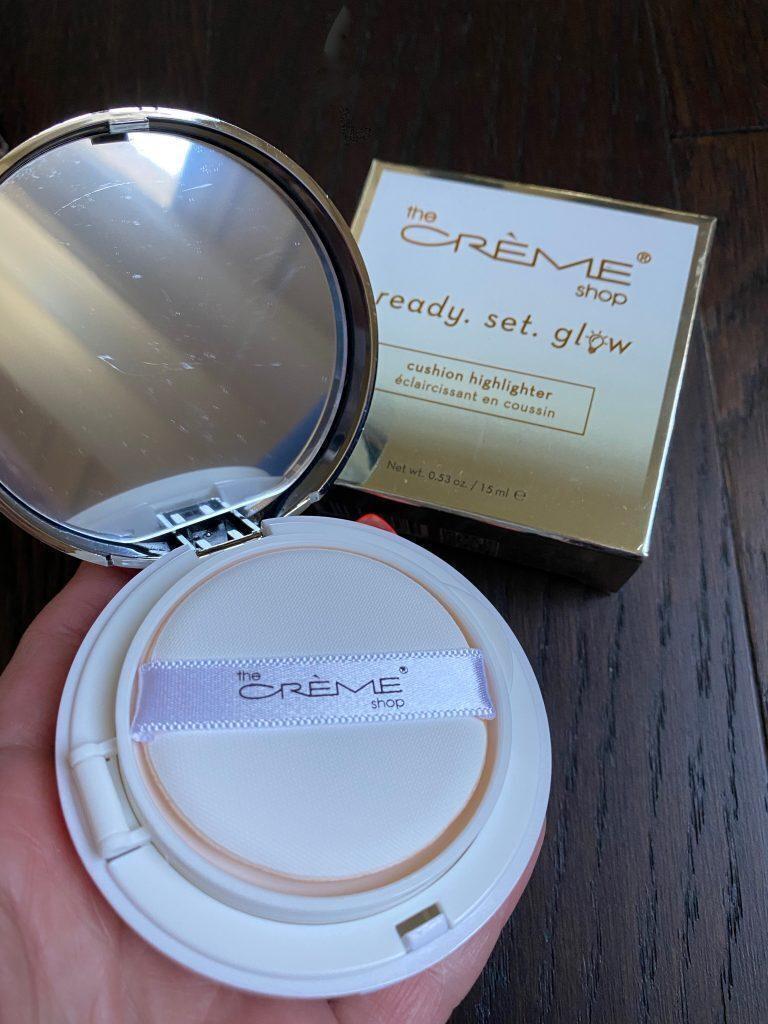 the
CRÈME®
shop
ready. set. glow
cushion highlighter
éclaircissant en coussin
Net wt. 0.53 oz. / 15 ml ℮
the
CRÈME®
shop